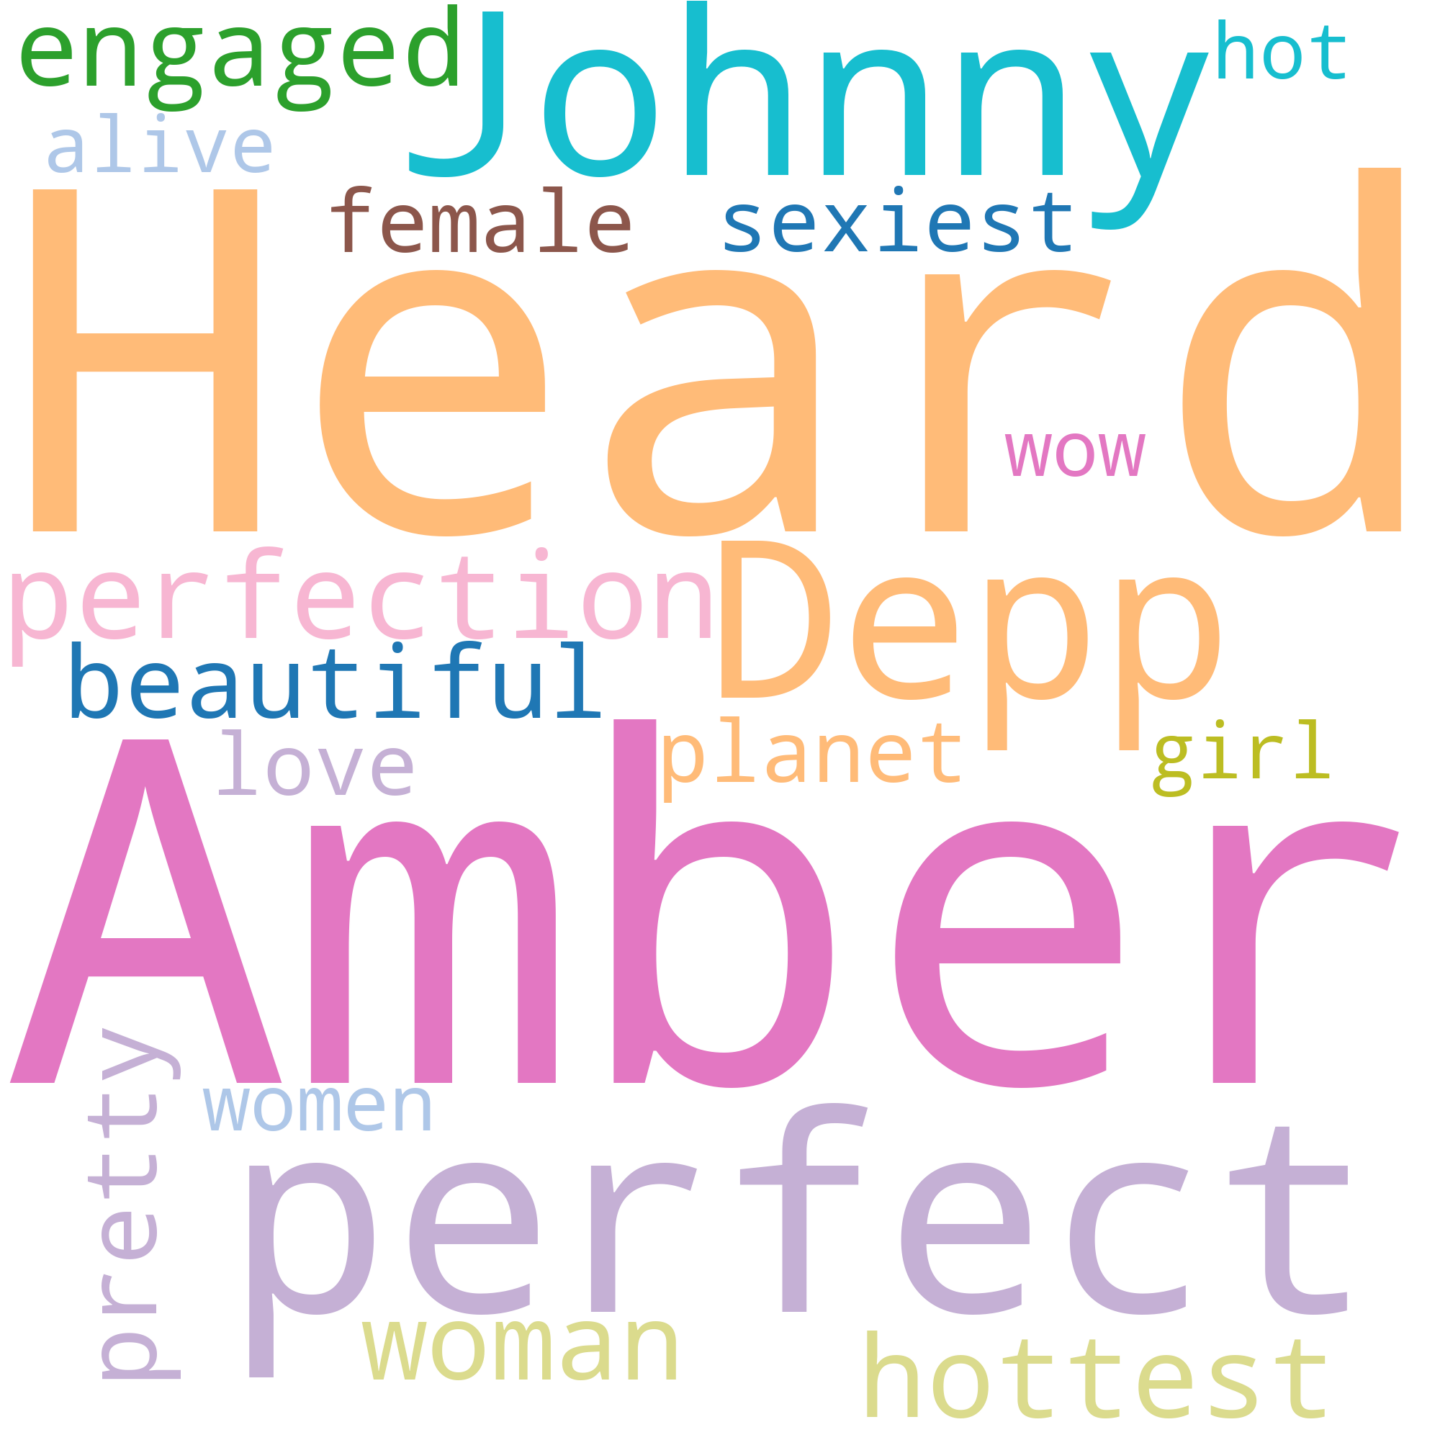 engaged Johnny hot
alive
female sexiest
Heard
wow
perfection Depp
beautiful
love planet girl
Amber
pretty
women
perfect
woman hottest